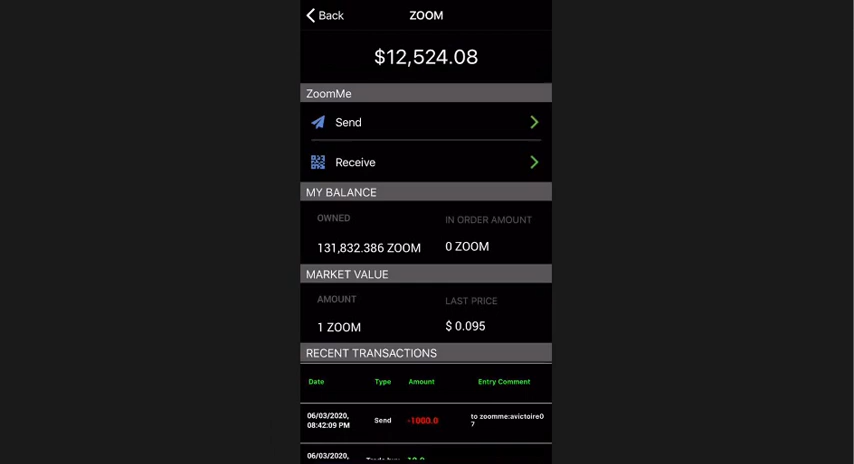 Back
ZOOM
$12,524.08
ZoomMe
Send
Receive
MY BALANCE
OWNED
IN ORDER AMOUNT
131,832.386 ZOOM
0 ZOOM
MARKET VALUE
AMOUNT
LAST PRICE
1 ZOOM
$ 0.095
RECENT TRANSACTIONS
Date Type Amount Entry Comment
06/03/2020,
08:42:09 PM
Send
-1000.0
to zoomme:avictoire0
7
06/03/2020,